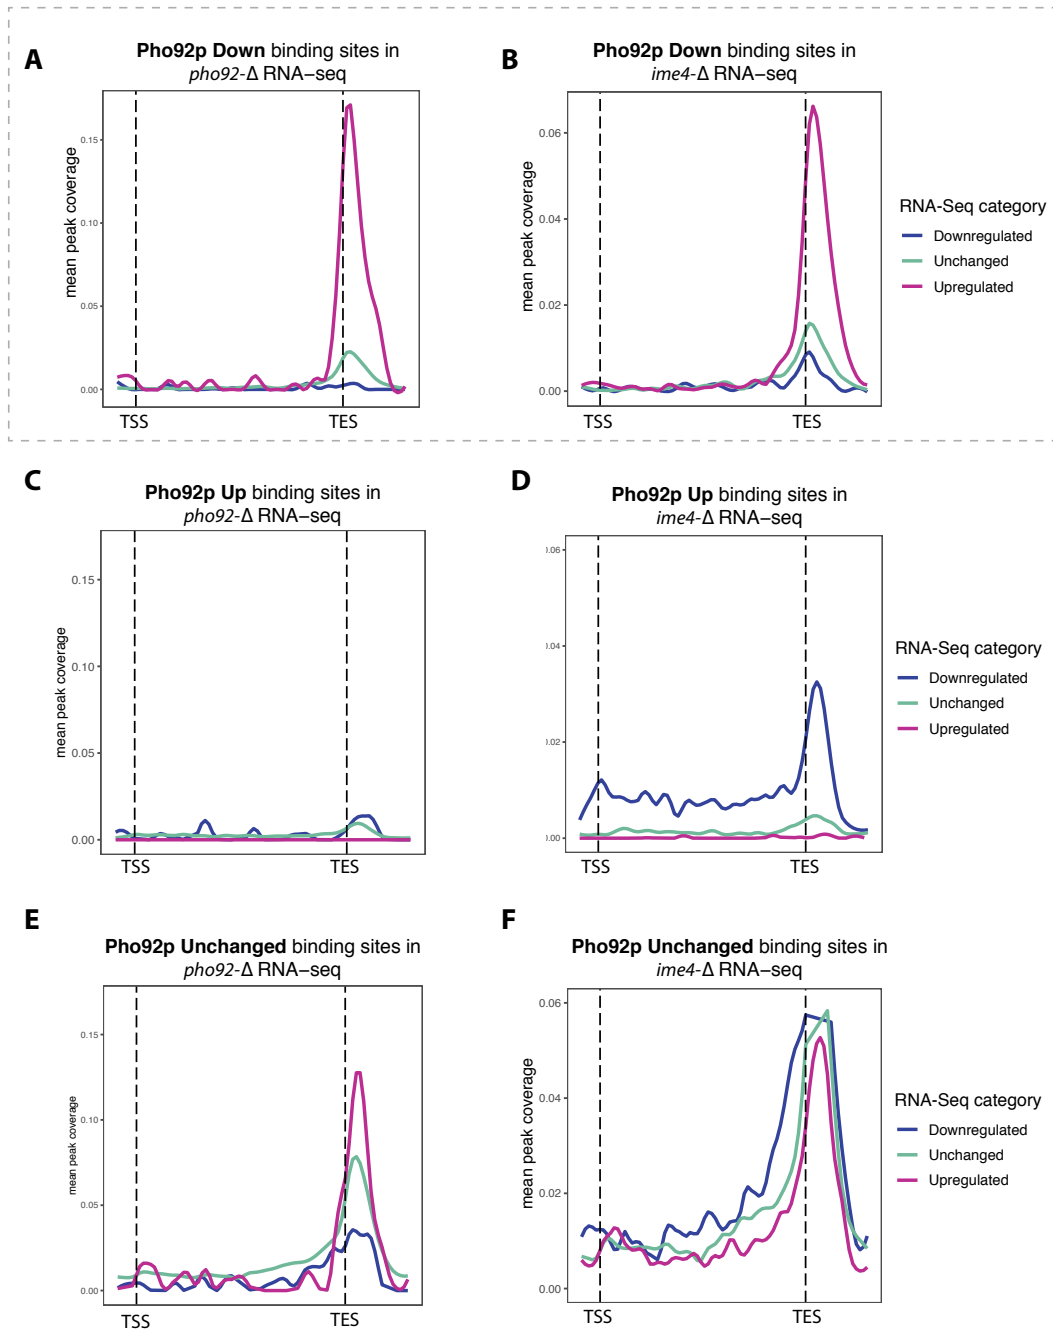 A
Pho92p Down binding sites in
pho92-Δ RNA−seq
mean peak coverage
0.15
0.10
0.05
0.00
TSS
TES
B
Pho92p Down binding sites in
ime4-Δ RNA−seq
mean peak coverage
0.06
0.04
0.02
0.00
TSS
TES
RNA-Seq category
Downregulated
Unchanged
Upregulated
C
Pho92p Up binding sites in
pho92-Δ RNA−seq
mean peak coverage
0.15
0.10
0.05
0.00
TSS
TES
D
Pho92p Up binding sites in
ime4-Δ RNA−seq
).06
).04
).02
0.00
TSS
TES
RNA-Seq category
Downregulated
Unchanged
Upregulated
E
Pho92p Unchanged binding sites in
pho92-Δ RNA−seq
mean peak coverage
0.15
0.10
0.05
0.00
TSS
TES
F
Pho92p Unchanged binding sites in
ime4-Δ RNA−seq
mean peak coverage
0.06
0.04
0.02
0.00
TSS
TES
RNA-Seq category
Downregulated
Unchanged
Upregulated